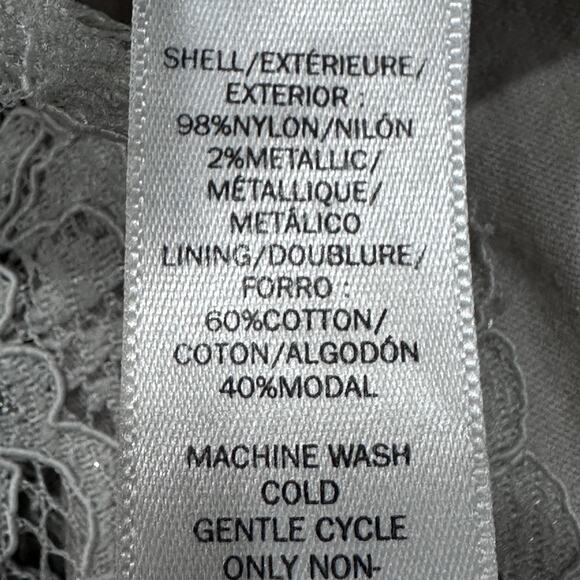 SHELL/EXTÉRIEURE/
EXTERIOR :
98%NYLON/NILÓN
2%METALLIC/
MÉTALLIQUE/
METÁLICO
LINING/DOUBLURE/
FORRO :
60%COTTON/
COTON/ALGODÓN
40%MODAL
MACHINE WASH
COLD
GENTLE CYCLE
ONLY NON-